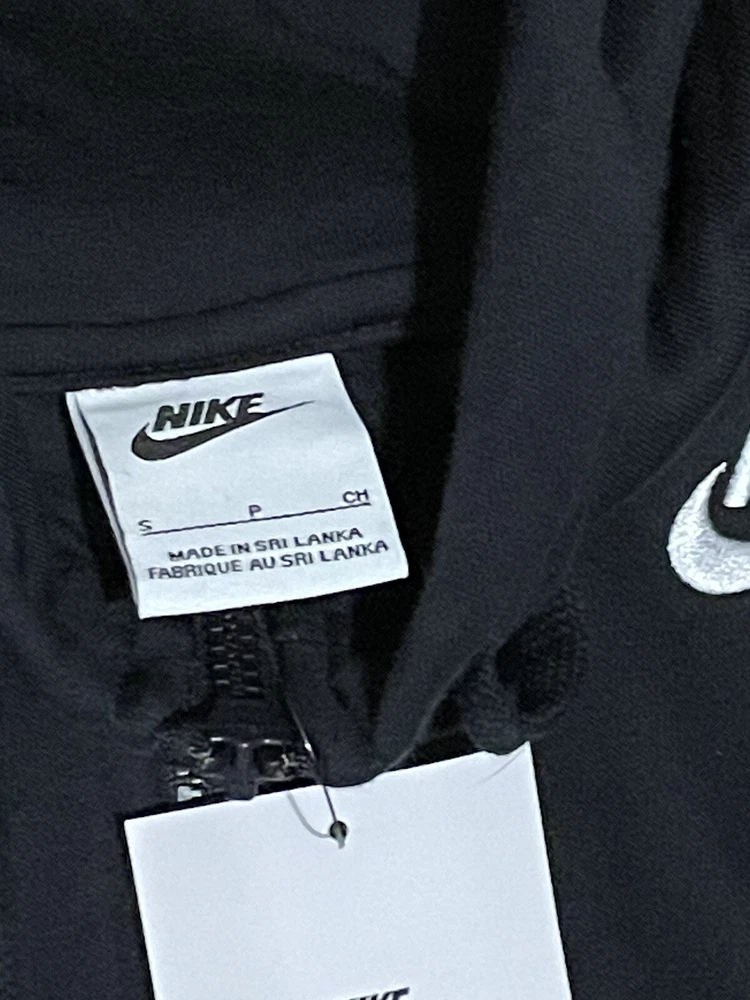 NIKE
S P CH
MADE IN SRI LANKA
FABRIQUE AU SRI LANKA